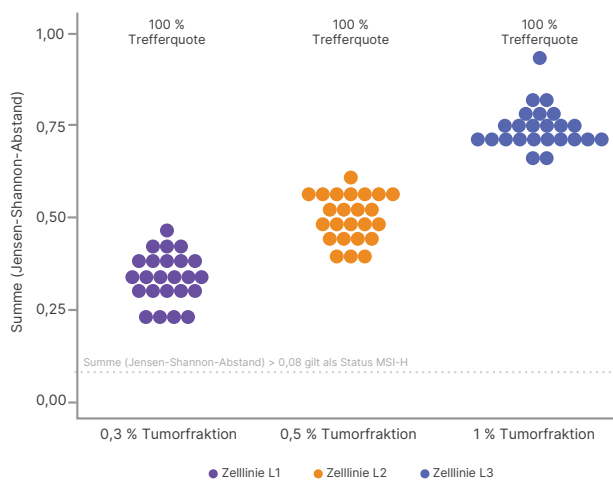 100 %
Trefferquote
100 %
Trefferquote
100 %
Trefferquote
Summe (Jensen-Shannon-Abstand)
1,00
0,75
0,50
0,25
0,00
Summe (Jensen-Shannon-Abstand) > 0,08 gilt als Status MSI-H
0,3 % Tumorfraktion
0,5 % Tumorfraktion
1 % Tumorfraktion
Zelllinie L1
Zelllinie L2
Zelllinie L3